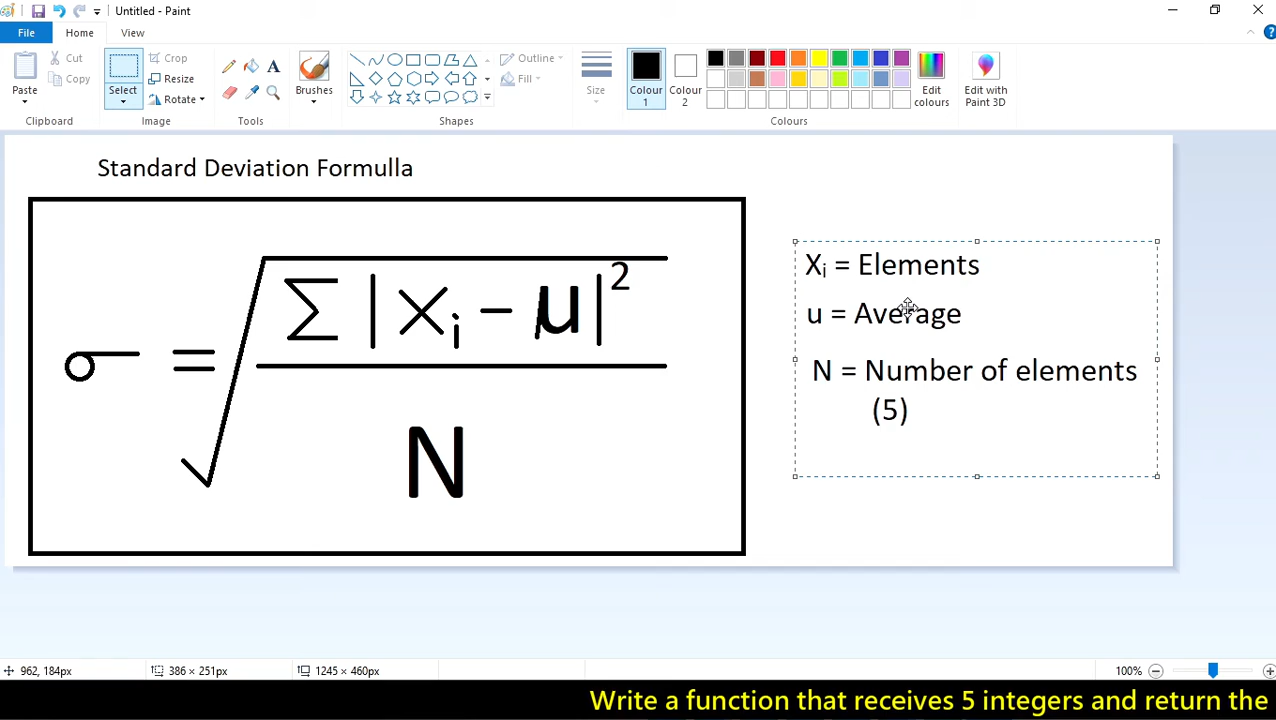 Untitled - Paint
File Home View
Cut Crop Outline
Paste Copy Select Resize Brushes Fill Size Colour 1 Colour 2 Edit colours Edit with Paint 3D
Rotate
Clipboard Image Tools Shapes Colours
Standard Deviation Formulla
σ = √ Σ | xi - μ|2
N
Xi = Elements
u = Average
N = Number of elements
(5)
962, 184px 386 × 251px 1245 × 460px 100%
Write a function that receives 5 integers and return the